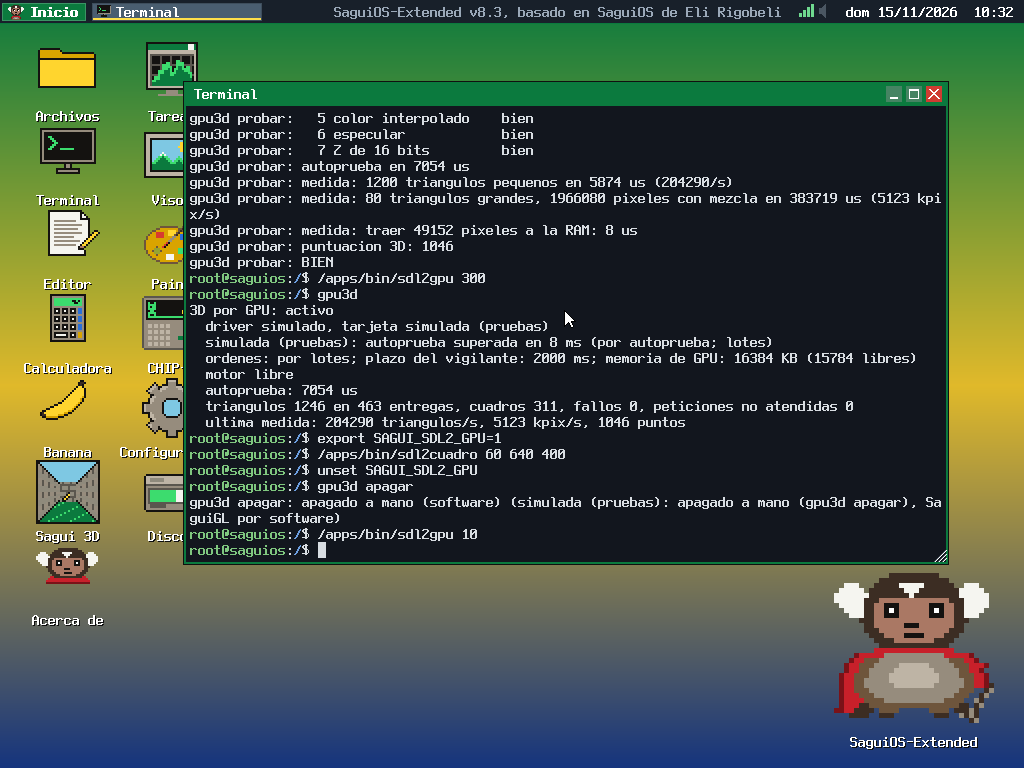 Inicio
Terminal
SaguiOS-Extended v8.3, basado en SaguiOS de Eli Rigobeli
dom 15/11/2026 10:32
Archivos
Tarea
Terminal
Viso
Editor
Pain
Calculadora
CHIP-
Banana
Configur
Sagui 3D
Disc
Acerca de
Terminal
gpu3d probar:   5 color interpolado    bien
gpu3d probar:   6 especular            bien
gpu3d probar:   7 Z de 16 bits         bien
gpu3d probar: autoprueba en 7054 us
gpu3d probar: medida: 1200 triangulos pequenos en 5874 us (204290/s)
gpu3d probar: medida: 80 triangulos grandes, 1966080 pixeles con mezcla en 383719 us (5123 kpi
x/s)
gpu3d probar: medida: traer 49152 pixeles a la RAM: 8 us
gpu3d probar: puntuacion 3D: 1046
gpu3d probar: BIEN
root@saguios:/$ /apps/bin/sdl2gpu 300
root@saguios:/$ gpu3d
3D por GPU: activo
  driver simulado, tarjeta simulada (pruebas)
  simulada (pruebas): autoprueba superada en 8 ms (por autoprueba; lotes)
  ordenes: por lotes; plazo del vigilante: 2000 ms; memoria de GPU: 16384 KB (15784 libres)
  motor libre
  autoprueba: 7054 us
  triangulos 1246 en 463 entregas, cuadros 311, fallos 0, peticiones no atendidas 0
  ultima medida: 204290 triangulos/s, 5123 kpix/s, 1046 puntos
root@saguios:/$ export SAGUI_SDL2_GPU=1
root@saguios:/$ /apps/bin/sdl2cuadro 60 640 400
root@saguios:/$ unset SAGUI_SDL2_GPU
root@saguios:/$ gpu3d apagar
gpu3d apagar: apagado a mano (software) (simulada (pruebas): apagado a mano (gpu3d apagar), Sa
guiGL por software)
root@saguios:/$ /apps/bin/sdl2gpu 10
root@saguios:/$
SaguiOS-Extended